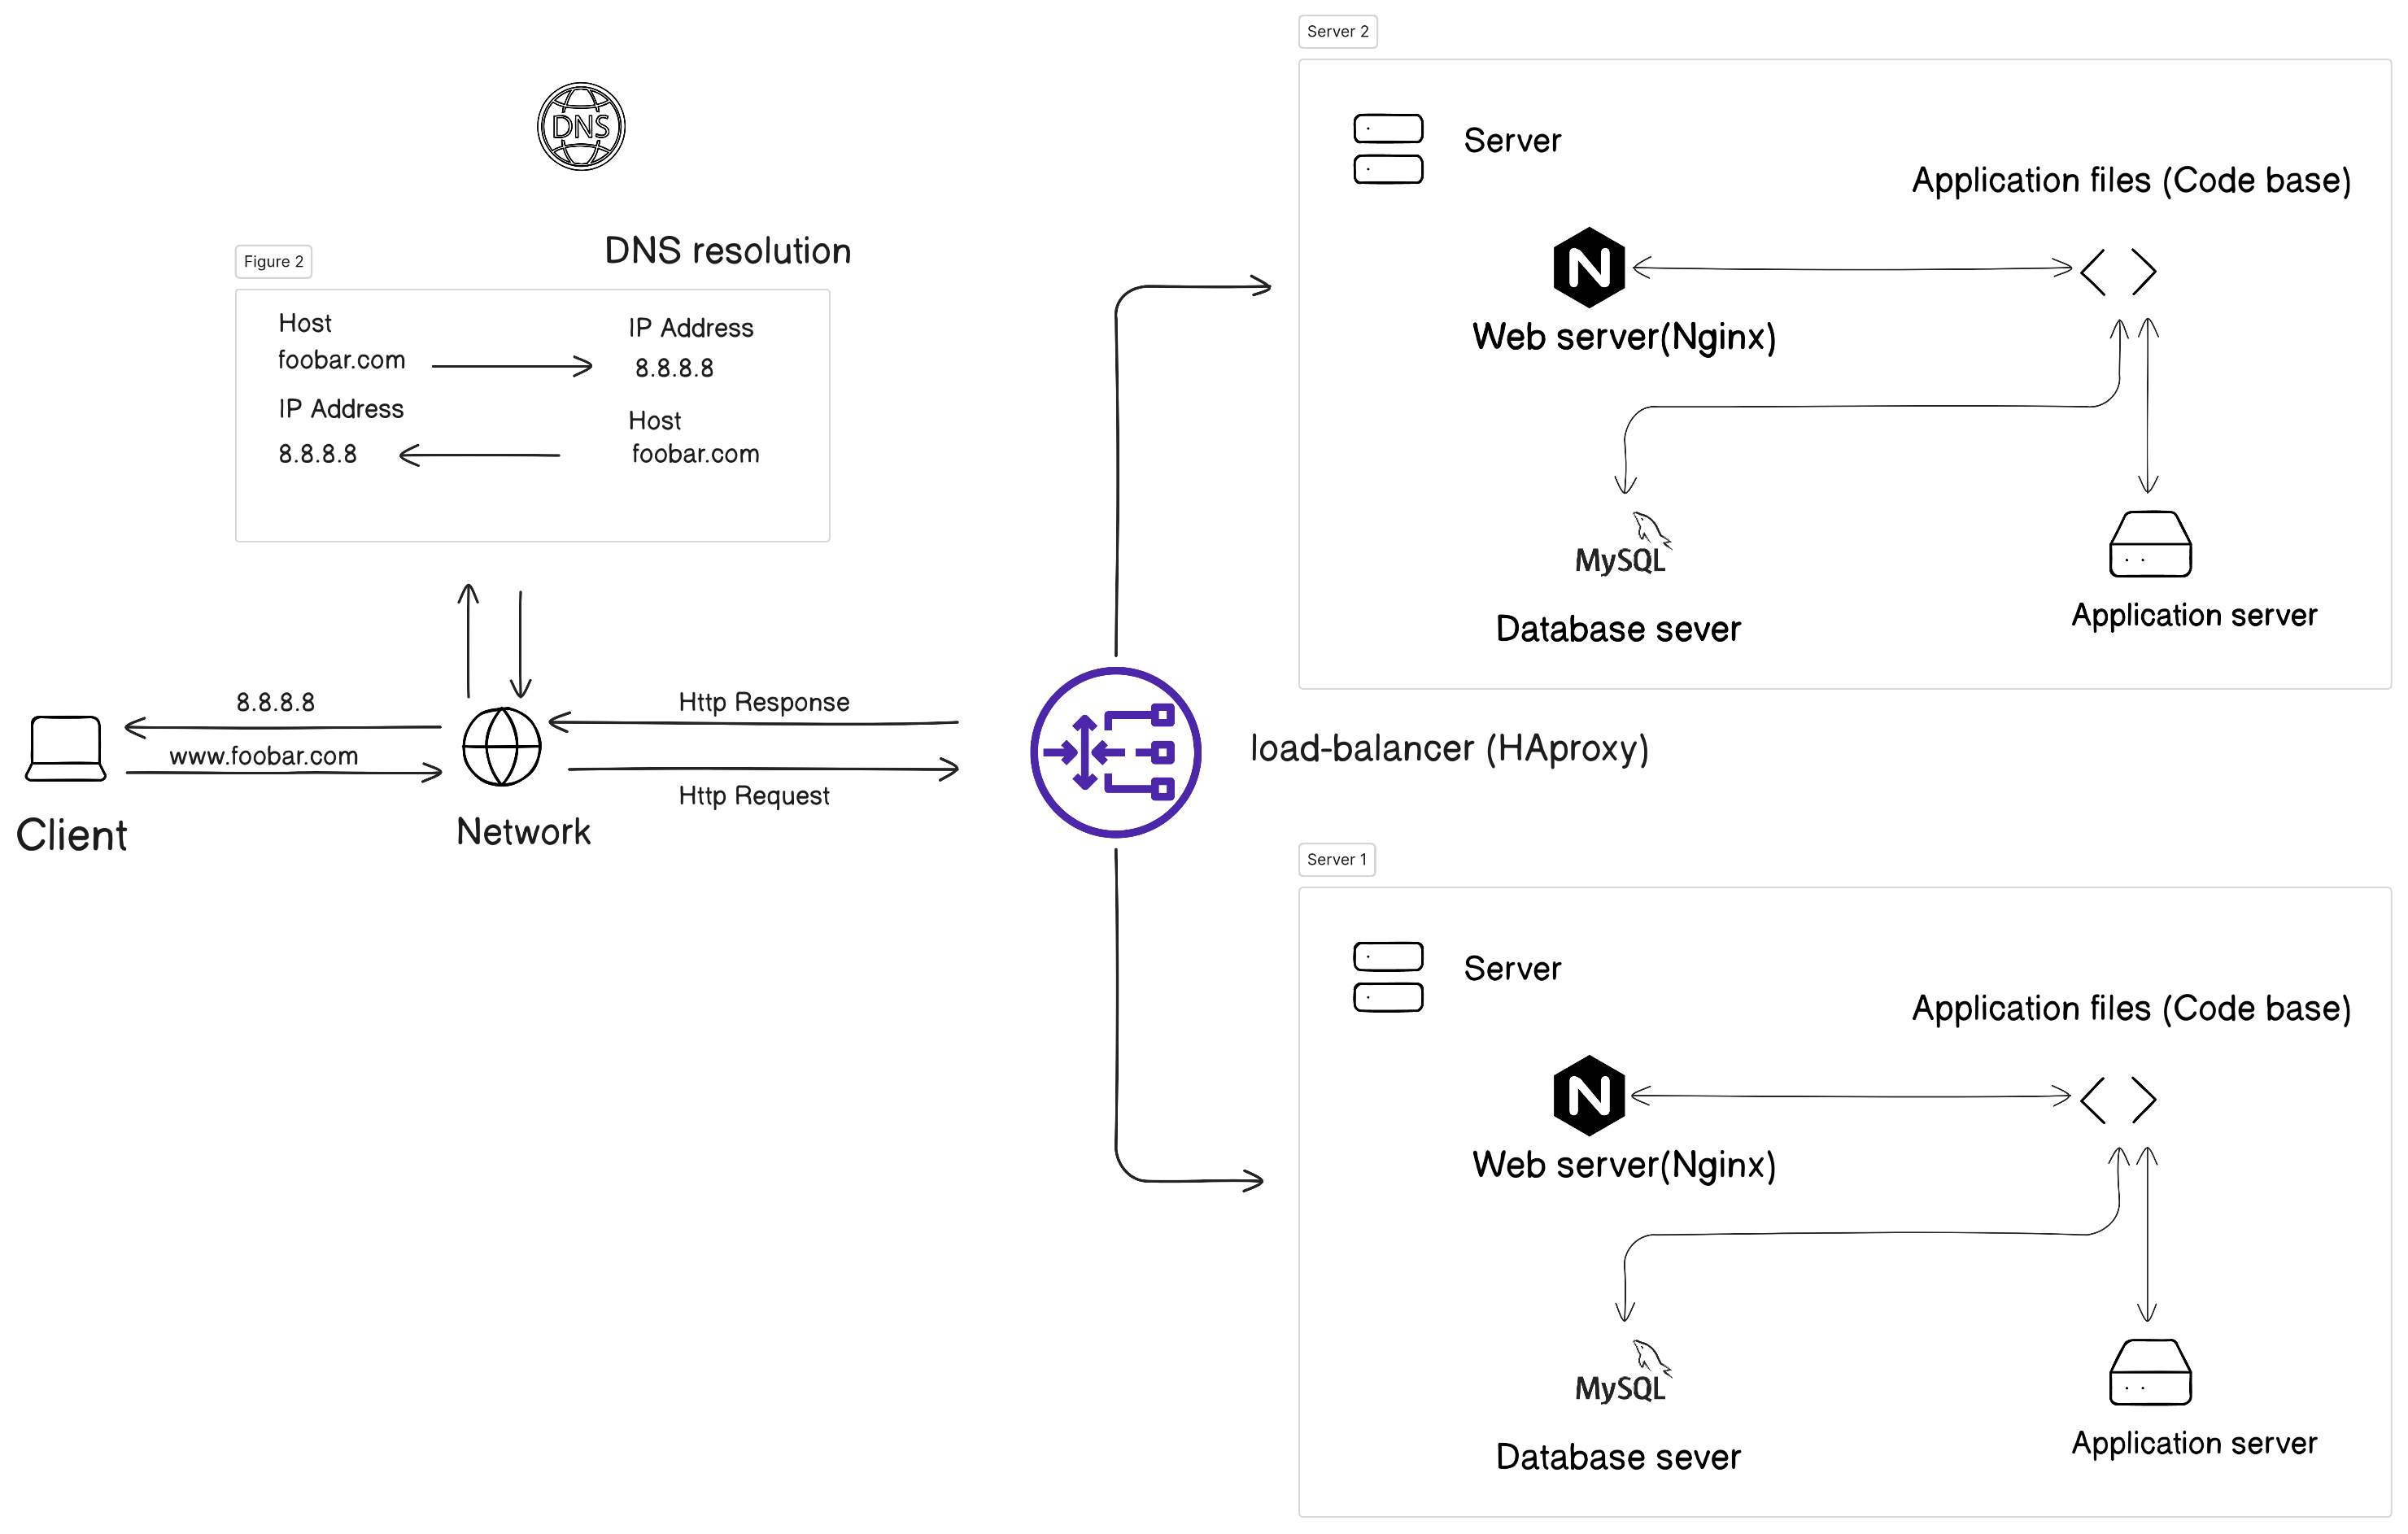 DNS
DNS resolution
Figure 2
Host
foobar.com
IP Address
8.8.8.8
IP Address
8.8.8.8
Host
foobar.com
8.8.8.8
www.foobar.com
Client
Network
Http Response
Http Request
load-balancer (HAproxy)
Server 2
Server
Application files (Code base)
N
Web server(Nginx)
MySQL
Database sever
Application server
Server 1
Server
Application files (Code base)
N
Web server(Nginx)
MySQL
Database sever
Application server